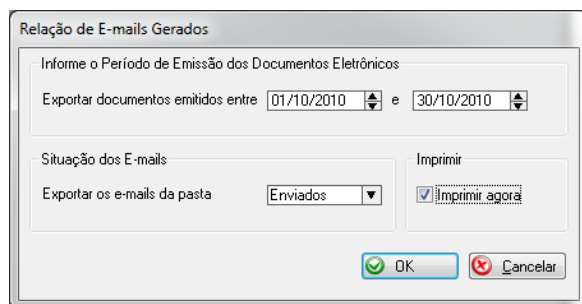 Relação de E-mails Gerados
Informe o Período de Emissão dos Documentos Eletrônicos
Exportar documentos emitidos entre 01/10/2010 e 30/10/2010
Situação dos E-mails
Exportar os e-mails da pasta Enviados
Imprimir
Imprimir agora
OK Cancelar